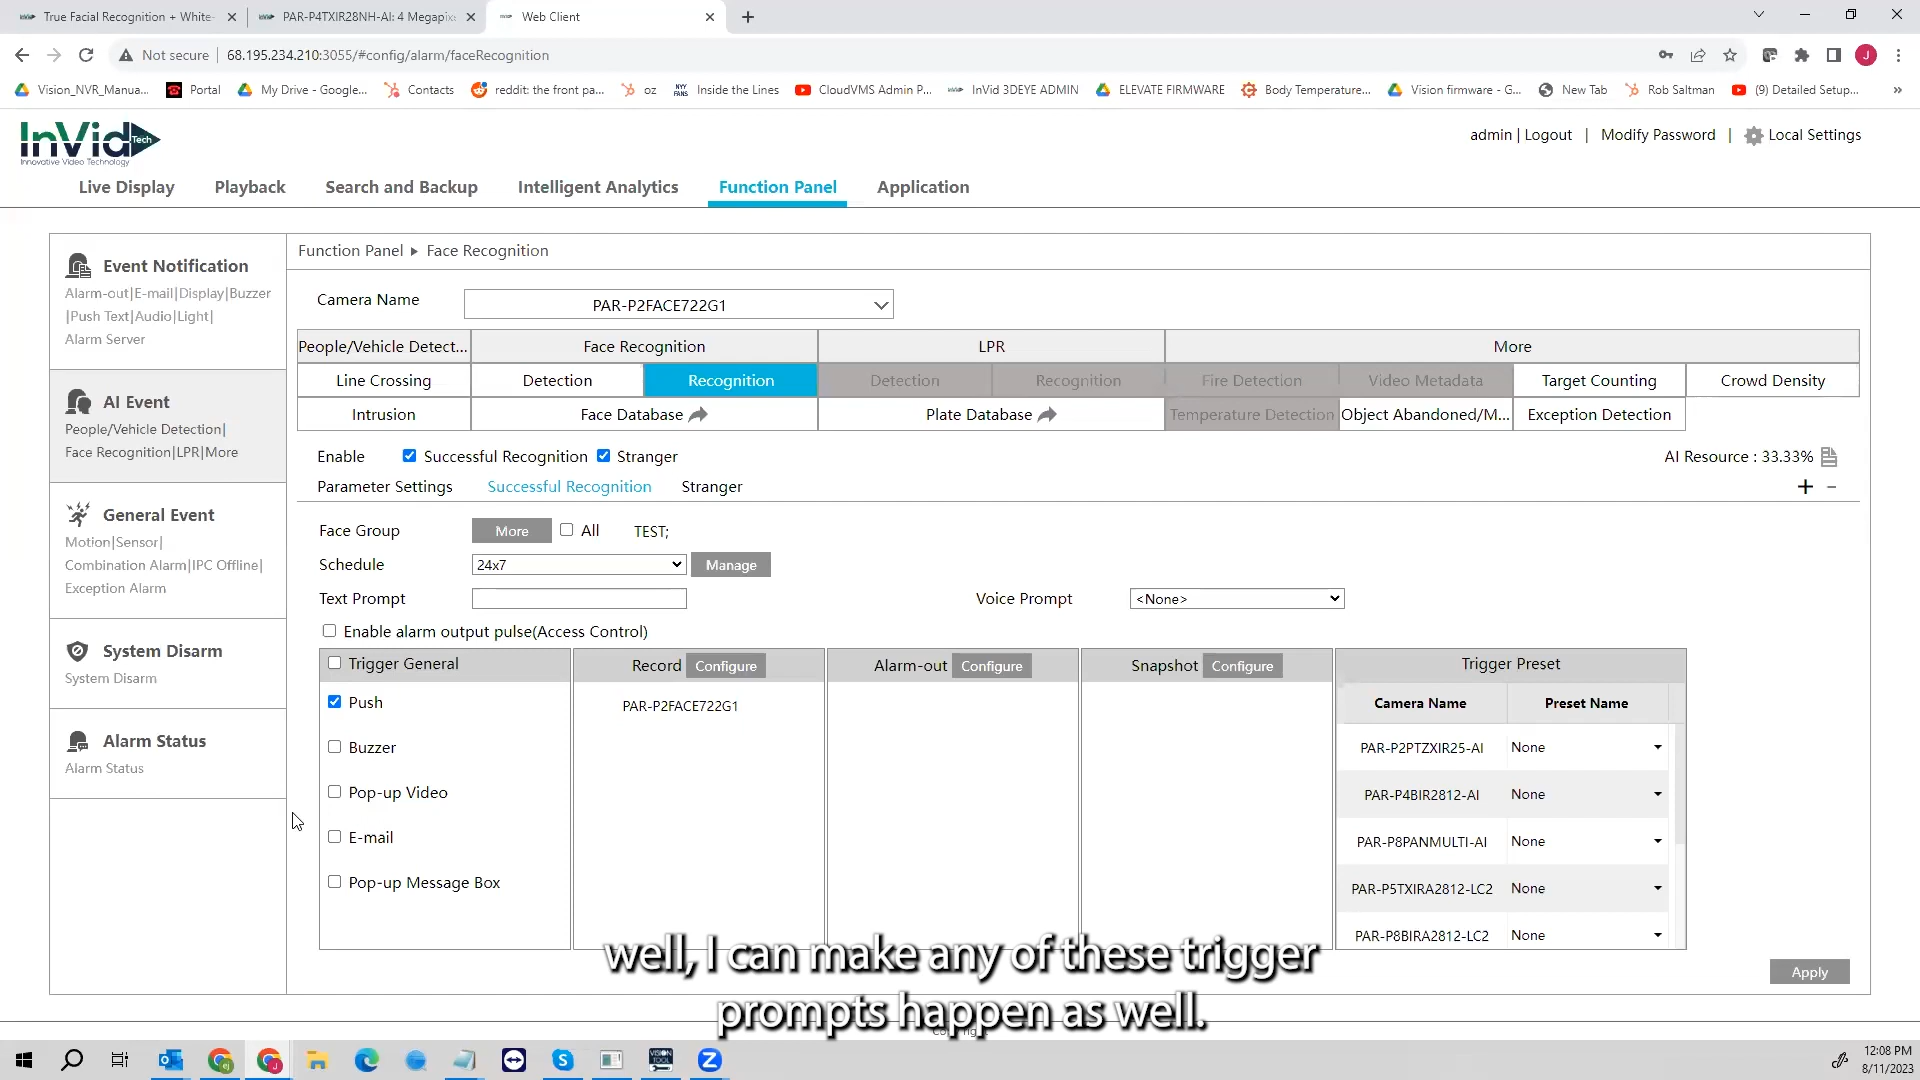 True Facial Recognition + White-
PAR-P4TXIR28NH-AI: 4 Megapix
Web Client
Not secure
68.195.234.210:3055/#config/alarm/faceRecognition
J
Vision_NVR_Manua...
Portal
My Drive - Google...
Contacts
reddit: the front pa...
oz
Inside the Lines
CloudVMS Admin P...
InVid 3DEYE ADMIN
ELEVATE FIRMWARE
Body Temperature...
Vision firmware - G...
New Tab
Rob Saltman
(9) Detailed Setup...
InVid Tech
Innovative Video Technology
admin | Logout | Modify Password | Local Settings
Live Display
Playback
Search and Backup
Intelligent Analytics
Function Panel
Application
Event Notification
Alarm-out|E-mail|Display|Buzzer
|Push Text|Audio|Light|
Alarm Server
AI Event
People/Vehicle Detection|
Face Recognition|LPR|More
General Event
Motion|Sensor|
Combination Alarm|IPC Offline|
Exception Alarm
System Disarm
System Disarm
Alarm Status
Alarm Status
Function Panel ▸ Face Recognition
Camera Name
PAR-P2FACE722G1
People/Vehicle Detect...
Face Recognition
LPR
More
Line Crossing
Detection
Recognition
Detection
Recognition
Fire Detection
Video Metadata
Target Counting
Crowd Density
Intrusion
Face Database
Plate Database
Temperature Detection
Object Abandoned/M...
Exception Detection
Enable
Successful Recognition
Stranger
AI Resource : 33.33%
Parameter Settings
Successful Recognition
Stranger
+ −
Face Group
More
All
TEST;
Schedule
24x7
Manage
Text Prompt
Voice Prompt
<None>
Enable alarm output pulse(Access Control)
Trigger General
Record
Configure
Alarm-out
Configure
Snapshot
Configure
Trigger Preset
Push
Buzzer
Pop-up Video
E-mail
Pop-up Message Box
PAR-P2FACE722G1
Camera Name
Preset Name
PAR-P2PTZXIR25-AI
None
PAR-P4BIR2812-AI
None
PAR-P8PANMULTI-AI
None
PAR-P5TXIRA2812-LC2
None
PAR-P8BIRA2812-LC2
None
Apply
well, I can make any of these trigger
prompts happen as well.
12:08 PM
8/11/2023